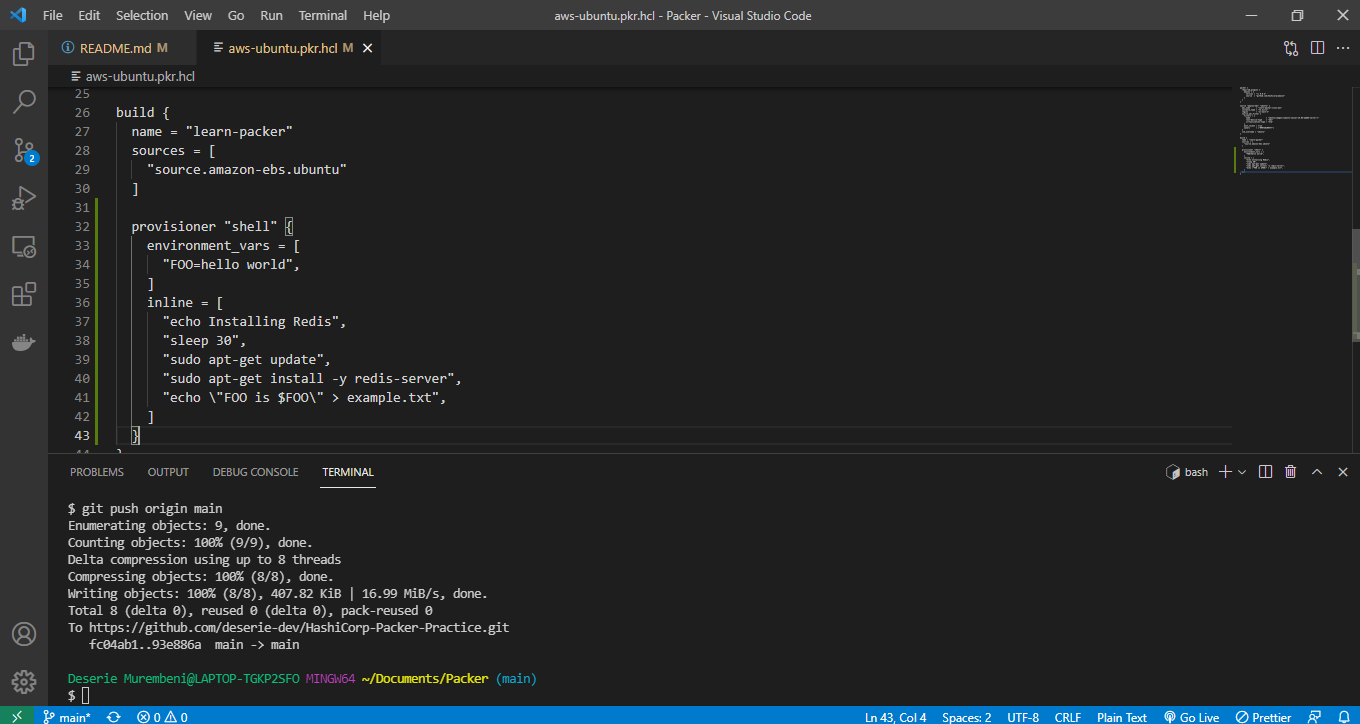 File Edit Selection View Go Run Terminal Help aws-ubuntu.pkr.hcl - Packer - Visual Studio Code
README.md M aws-ubuntu.pkr.hcl M
aws-ubuntu.pkr.hcl
25
26 build {
27 name = "learn-packer"
28 sources = [
29 "source.amazon-ebs.ubuntu"
30 ]
31
32 provisioner "shell" {
33 environment_vars = [
34 "FOO=hello world",
35 ]
36 inline = [
37 "echo Installing Redis",
38 "sleep 30",
39 "sudo apt-get update",
40 "sudo apt-get install -y redis-server",
41 "echo \"FOO is $FOO\" > example.txt",
42 ]
43 }
44 }
2
PROBLEMS OUTPUT DEBUG CONSOLE TERMINAL bash
$ git push origin main
Enumerating objects: 9, done.
Counting objects: 100% (9/9), done.
Delta compression using up to 8 threads
Compressing objects: 100% (8/8), done.
Writing objects: 100% (8/8), 407.82 KiB | 16.99 MiB/s, done.
Total 8 (delta 0), reused 0 (delta 0), pack-reused 0
To https://github.com/deserie-dev/HashiCorp-Packer-Practice.git
fc04ab1..93e886a main -> main
Deserie Murembeni@LAPTOP-TGKP2SFO MINGW64 ~/Documents/Packer (main)
$
main* 0 0 Ln 43, Col 4 Spaces: 2 UTF-8 CRLF Plain Text Go Live Prettier